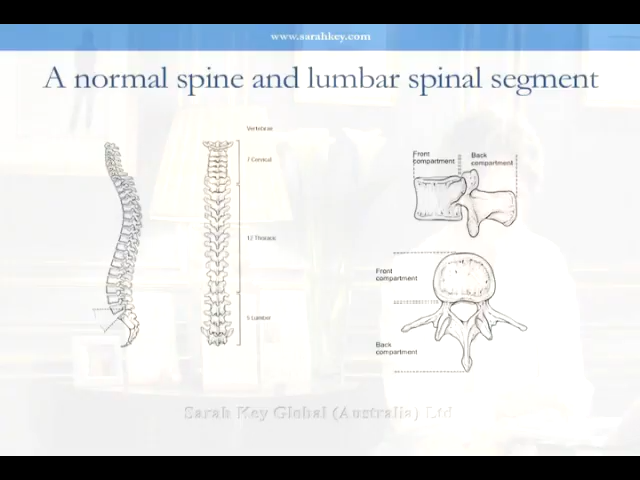 www.sarahkey.com
A normal spine and lumbar spinal segment
Vertebrae
7 Cervical
12 Thoracic
5 Lumbar
Front
compartment
Back
compartment
Front
compartment
Back
compartment
Sarah Key Global (Australia) Ltd